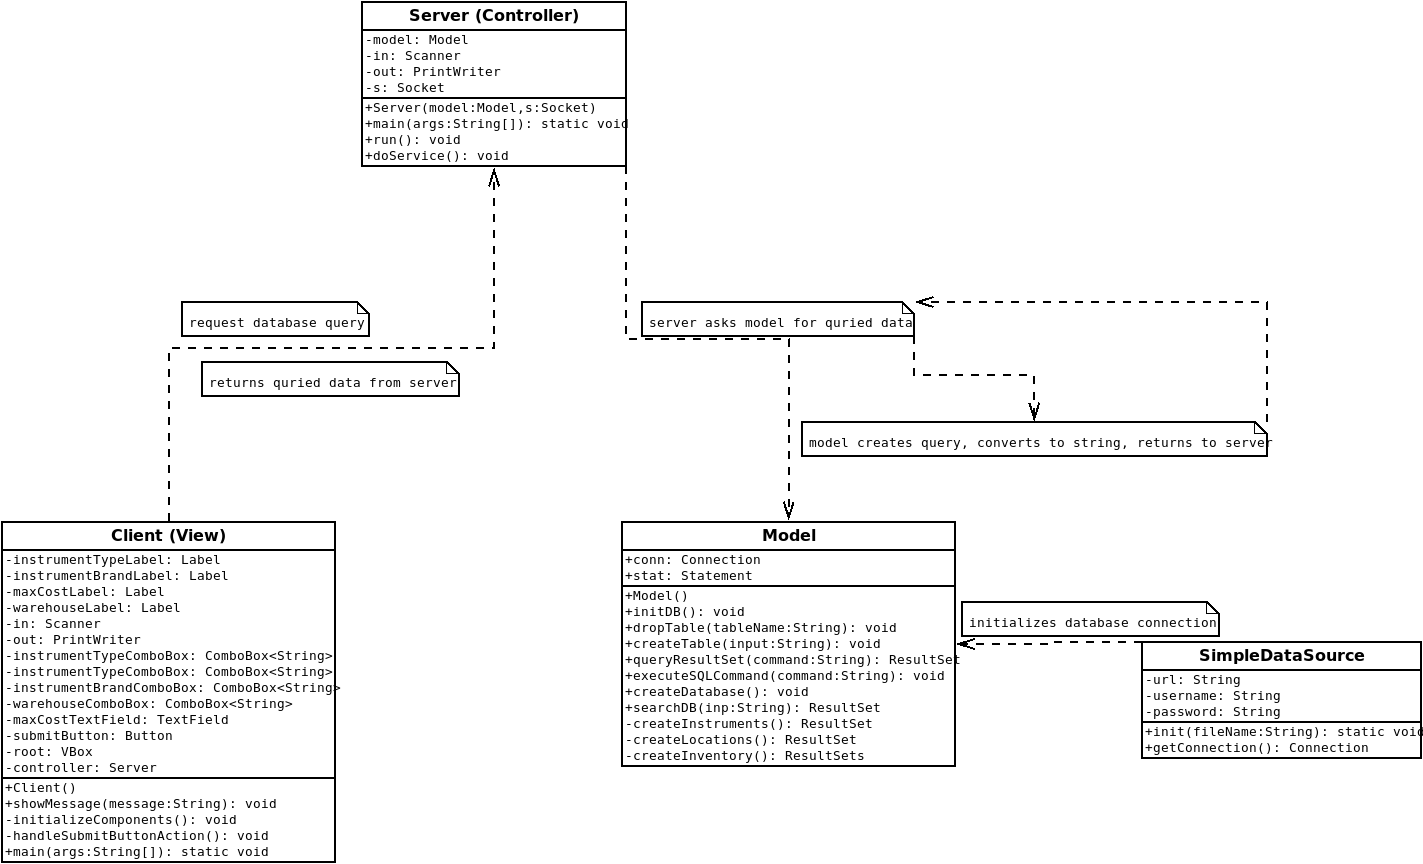 Server (Controller)
-model: Model
-in: Scanner
-out: PrintWriter
-s: Socket
+Server(model:Model,s:Socket)
+main(args:String[]): static void
+run(): void
+doService(): void
request database query
returns quried data from server
server asks model for quried data
model creates query, converts to string, returns to server
Client (View)
-instrumentTypeLabel: Label
-instrumentBrandLabel: Label
-maxCostLabel: Label
-warehouseLabel: Label
-in: Scanner
-out: PrintWriter
-instrumentTypeComboBox: ComboBox<String>
-instrumentTypeComboBox: ComboBox<String>
-instrumentBrandComboBox: ComboBox<String>
-warehouseComboBox: ComboBox<String>
-maxCostTextField: TextField
-submitButton: Button
-root: VBox
-controller: Server
+Client()
+showMessage(message:String): void
-initializeComponents(): void
-handleSubmitButtonAction(): void
+main(args:String[]): static void
Model
+conn: Connection
+stat: Statement
+Model()
+initDB(): void
+dropTable(tableName:String): void
+createTable(input:String): void
+queryResultSet(command:String): ResultSet
+executeSQLCommand(command:String): void
+createDatabase(): void
+searchDB(inp:String): ResultSet
-createInstruments(): ResultSet
-createLocations(): ResultSet
-createInventory(): ResultSets
initializes database connection
SimpleDataSource
-url: String
-username: String
-password: String
+init(fileName:String): static void
+getConnection(): Connection